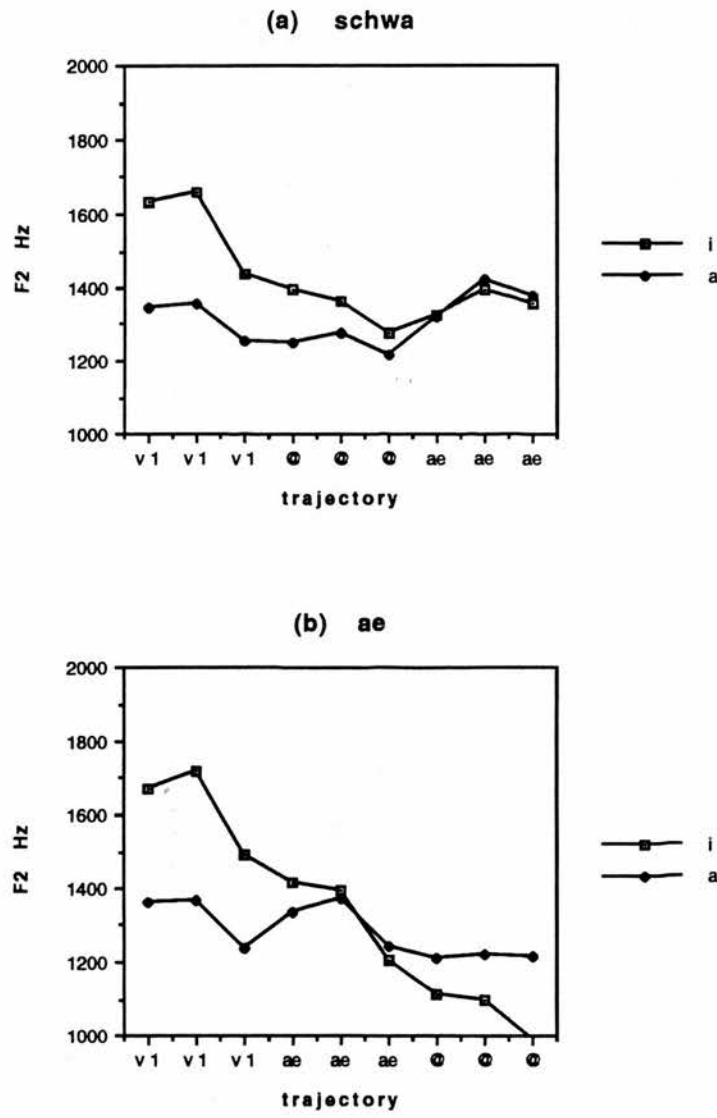 (a) schwa
2000
1800
1600
1400
1200
1000
F2 Hz
v1 v1 v1 @ @ @ ae ae ae
trajectory
i
a
(b) ae
2000
1800
1600
1400
1200
1000
F2 Hz
v1 v1 v1 ae ae ae @ @ @
trajectory
i
a